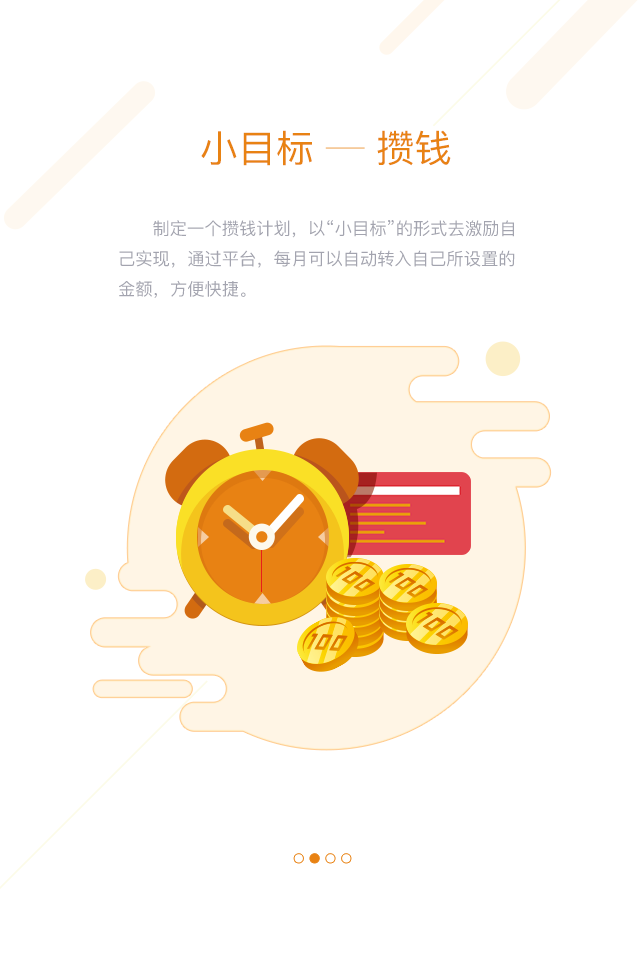 小目标 — 攒钱
制定一个攒钱计划，以“小目标”的形式去激励自
己实现，通过平台，每月可以自动转入自己所设置的
金额，方便快捷。
100
100
100
100